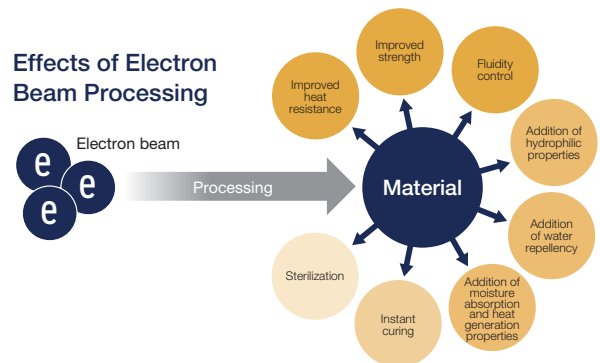 Effects of Electron
Beam Processing
e
e
e
Electron beam
Processing
Material
Improved
heat
resistance
Improved
strength
Fluidity
control
Addition of
hydrophilic
properties
Addition
of water
repellency
Addition of
moisture
absorption
and heat
generation
properties
Instant
curing
Sterilization